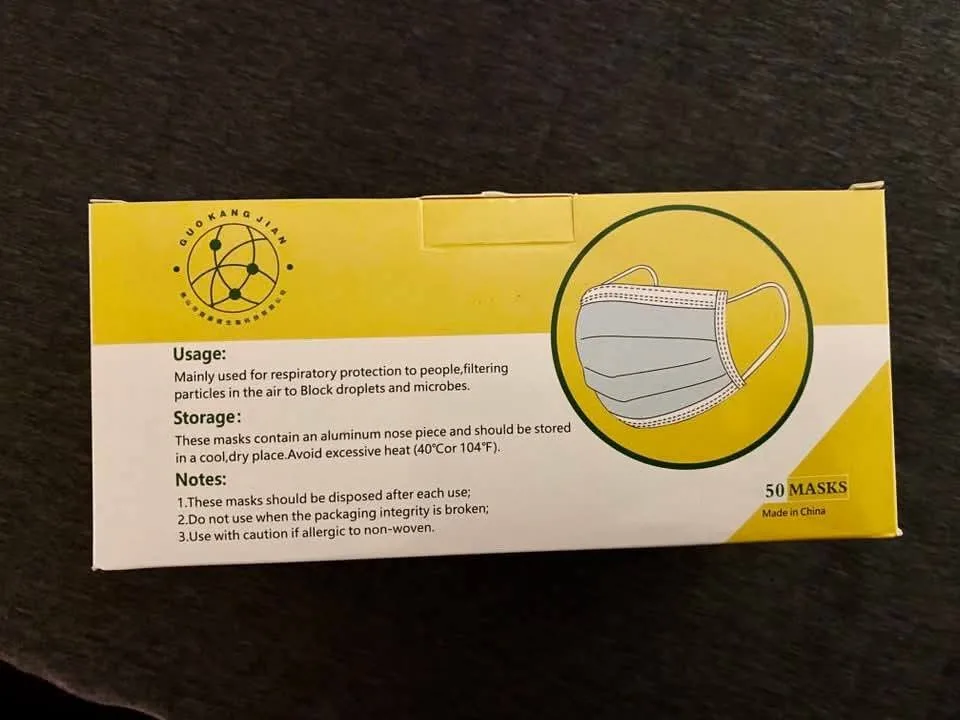 GUO KANG JIAN
Usage:
Mainly used for respiratory protection to people,filtering
particles in the air to Block droplets and microbes.
Storage:
These masks contain an aluminum nose piece and should be stored
in a cool,dry place.Avoid excessive heat (40℃or 104℉).
Notes:
1.These masks should be disposed after each use;
2.Do not use when the packaging integrity is broken;
3.Use with caution if allergic to non-woven.
50 MASKS
Made in China